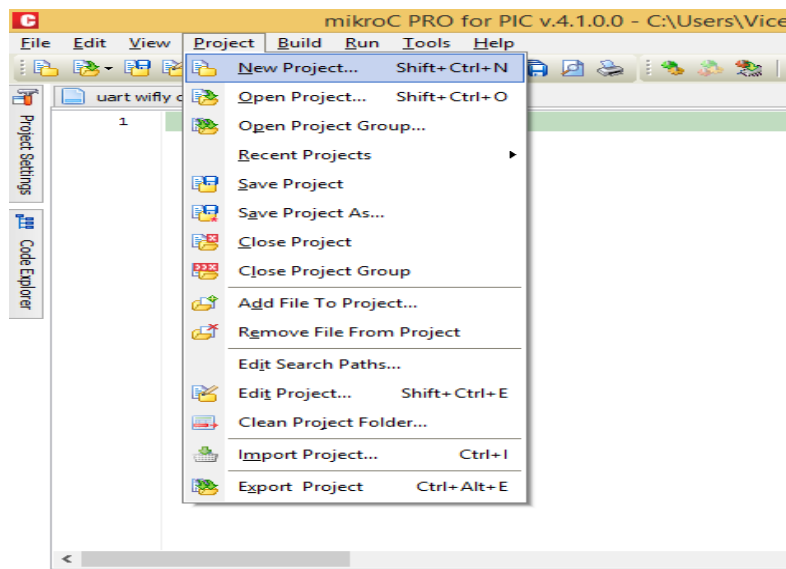 C mikroC PRO for PIC v.4.1.0.0 - C:\Users\Vice
File Edit View Project Build Run Tools Help
uart wifly c
1
Project Settings
Code Explorer
New Project... Shift+Ctrl+N
Open Project... Shift+Ctrl+O
Open Project Group...
Recent Projects
Save Project
Save Project As...
Close Project
Close Project Group
Add File To Project...
Remove File From Project
Edit Search Paths...
Edit Project... Shift+Ctrl+E
Clean Project Folder...
Import Project... Ctrl+I
Export Project Ctrl+Alt+E